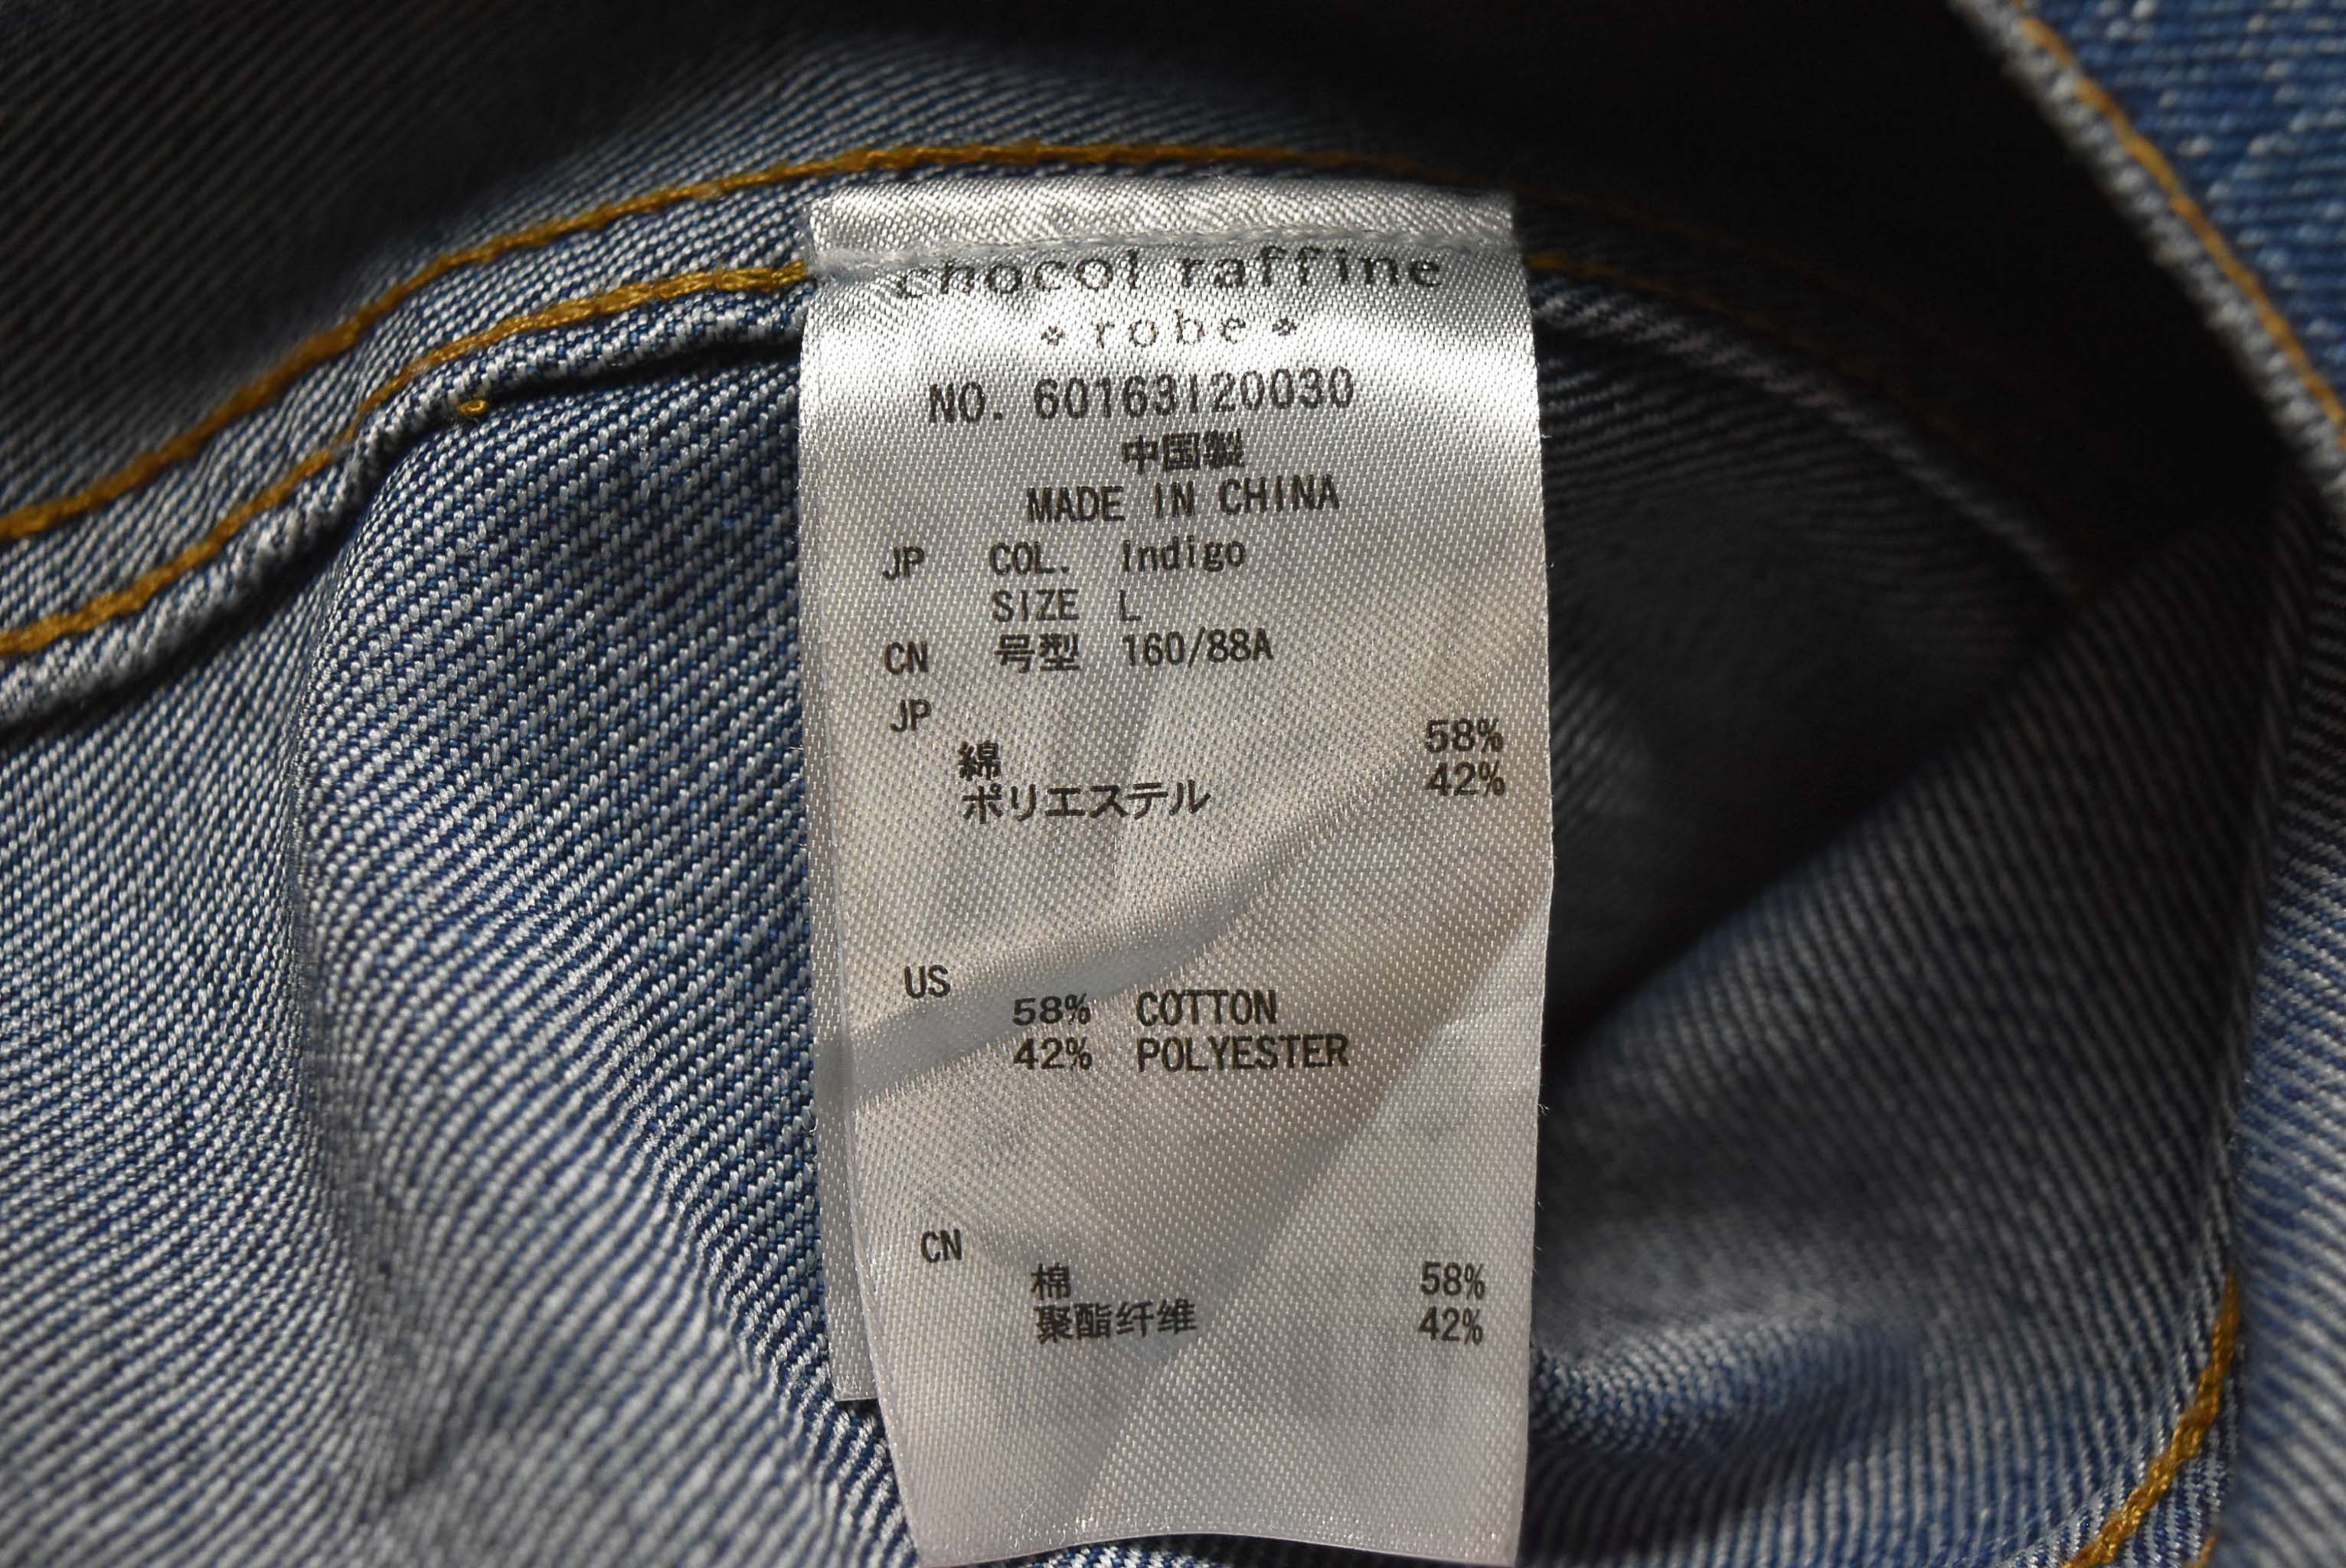 chocol raffine
robe
NO. 60163120030
中国製
MADE IN CHINA
JP COL. Indigo
SIZE L
CN 号型 160/88A
JP
綿 58%
ポリエステル 42%
US
58% COTTON
42% POLYESTER
CN
棉 58%
聚酯纤维 42%